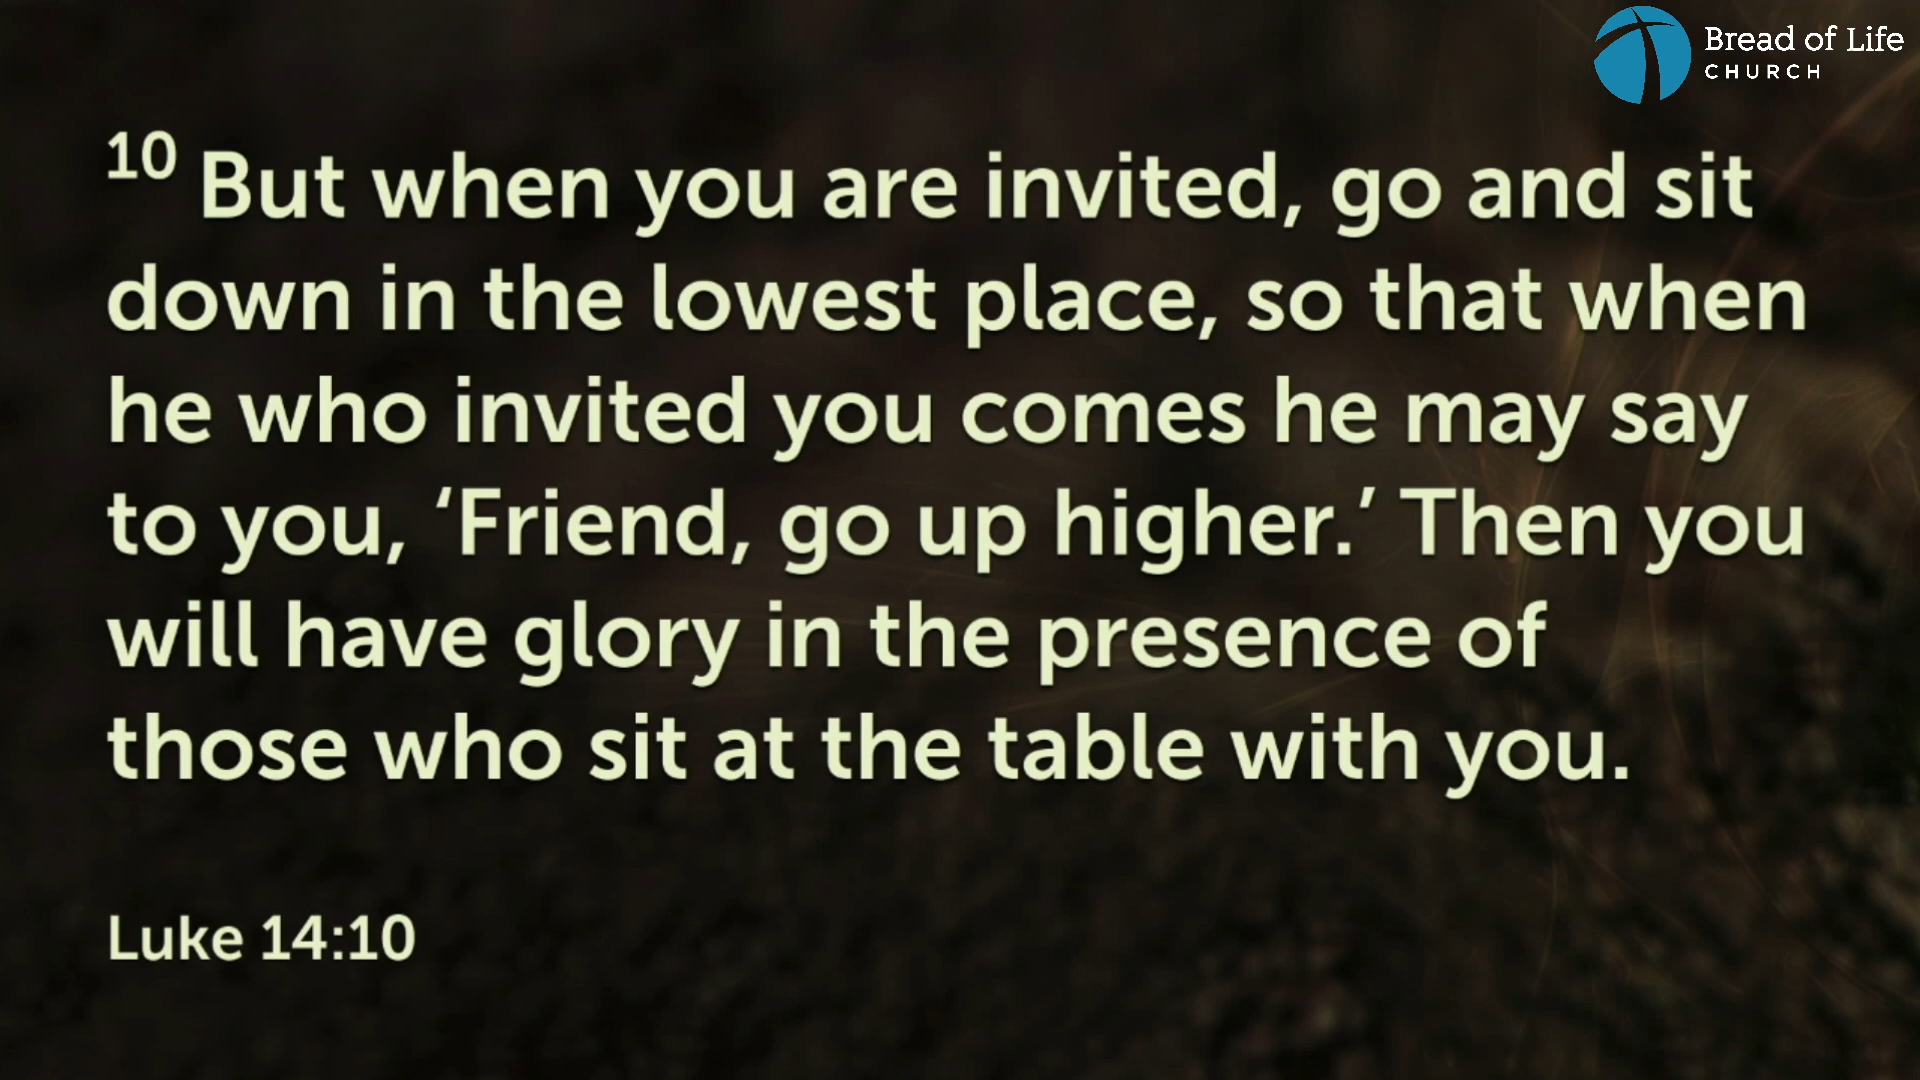 Bread of Life
CHURCH
10 But when you are invited, go and sit
down in the lowest place, so that when
he who invited you comes he may say
to you, ‘Friend, go up higher.’ Then you
will have glory in the presence of
those who sit at the table with you.
Luke 14:10